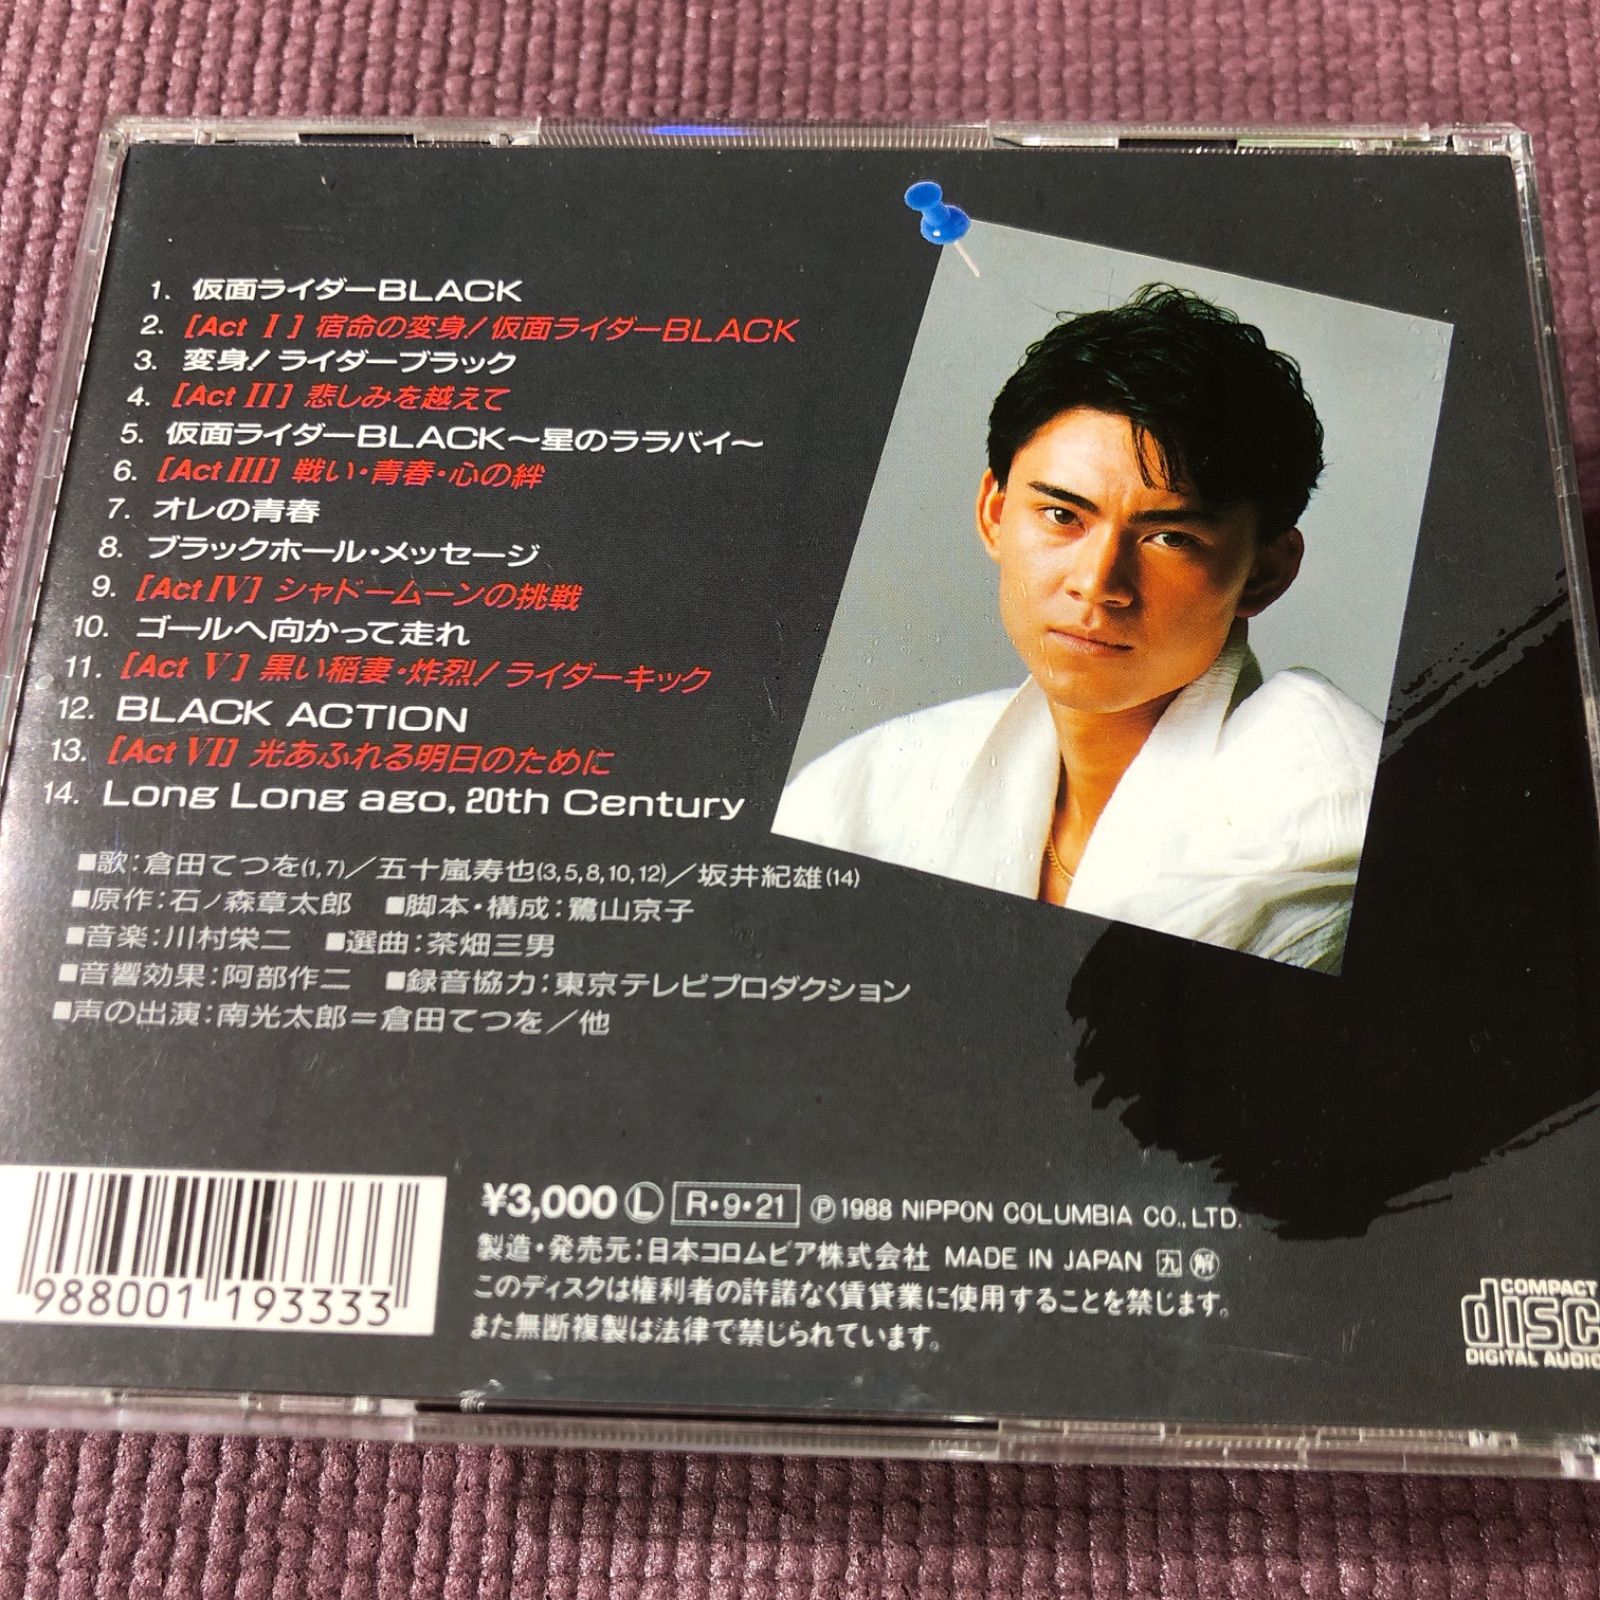 1. 仮面ライダーBLACK
2. [Act I] 宿命の変身！仮面ライダーBLACK
3. 変身！ライダーブラック
4. [Act II] 悲しみを越えて
5. 仮面ライダーBLACK〜星のララバイ〜
6. [Act III] 戦い・青春・心の絆
7. オレの青春
8. ブラックホール・メッセージ
9. [Act IV] シャドームーンの挑戦
10. ゴールへ向かって走れ
11. [Act V] 黒い稲妻・炸烈！ライダーキック
12. BLACK ACTION
13. [Act VI] 光あふれる明日のために
14. Long Long ago, 20th Century
■歌：倉田てつを(1,7)／五十嵐寿也(3,5,8,10,12)／坂井紀雄(14)
■原作：石ノ森章太郎 ■脚本・構成：鷺山京子
■音楽：川村栄二 ■選曲：茶畑三男
■音響効果：阿部作二 ■録音協力：東京テレビプロダクション
■声の出演：南光太郎＝倉田てつを／他
¥3,000 Ⓛ R・9・21 ℗1988 NIPPON COLUMBIA CO., LTD.
製造・発売元：日本コロムビア株式会社 MADE IN JAPAN 九 解
このディスクは権利者の許諾なく賃貸業に使用することを禁じます。
また無断複製は法律で禁じられています。
988001 193333
COMPACT
disc
DIGITAL AUDIO